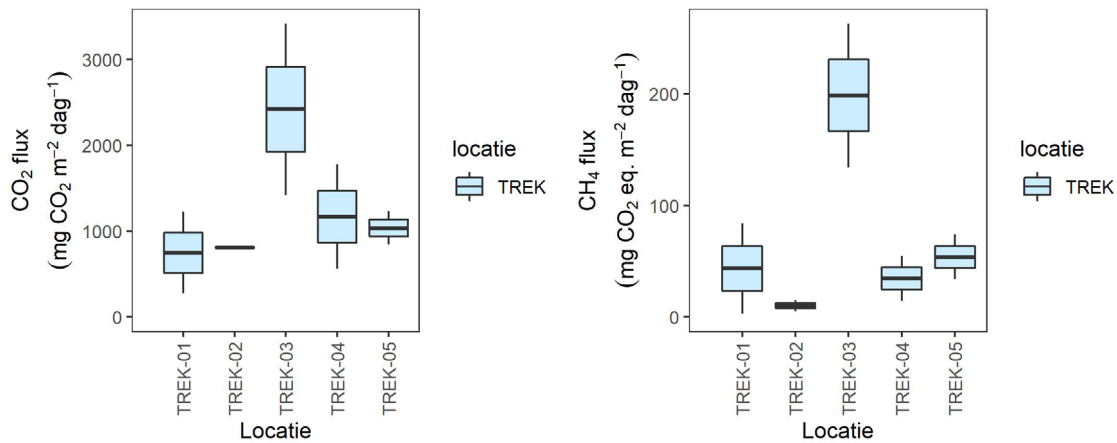 CO₂ flux
(mg CO₂ m⁻² dag⁻¹)
3000
2000
1000
0
TREK-01
TREK-02
TREK-03
TREK-04
TREK-05
Locatie
locatie
TREK
CH₄ flux
(mg CO₂ eq. m⁻² dag⁻¹)
200
100
0
TREK-01
TREK-02
TREK-03
TREK-04
TREK-05
Locatie
locatie
TREK